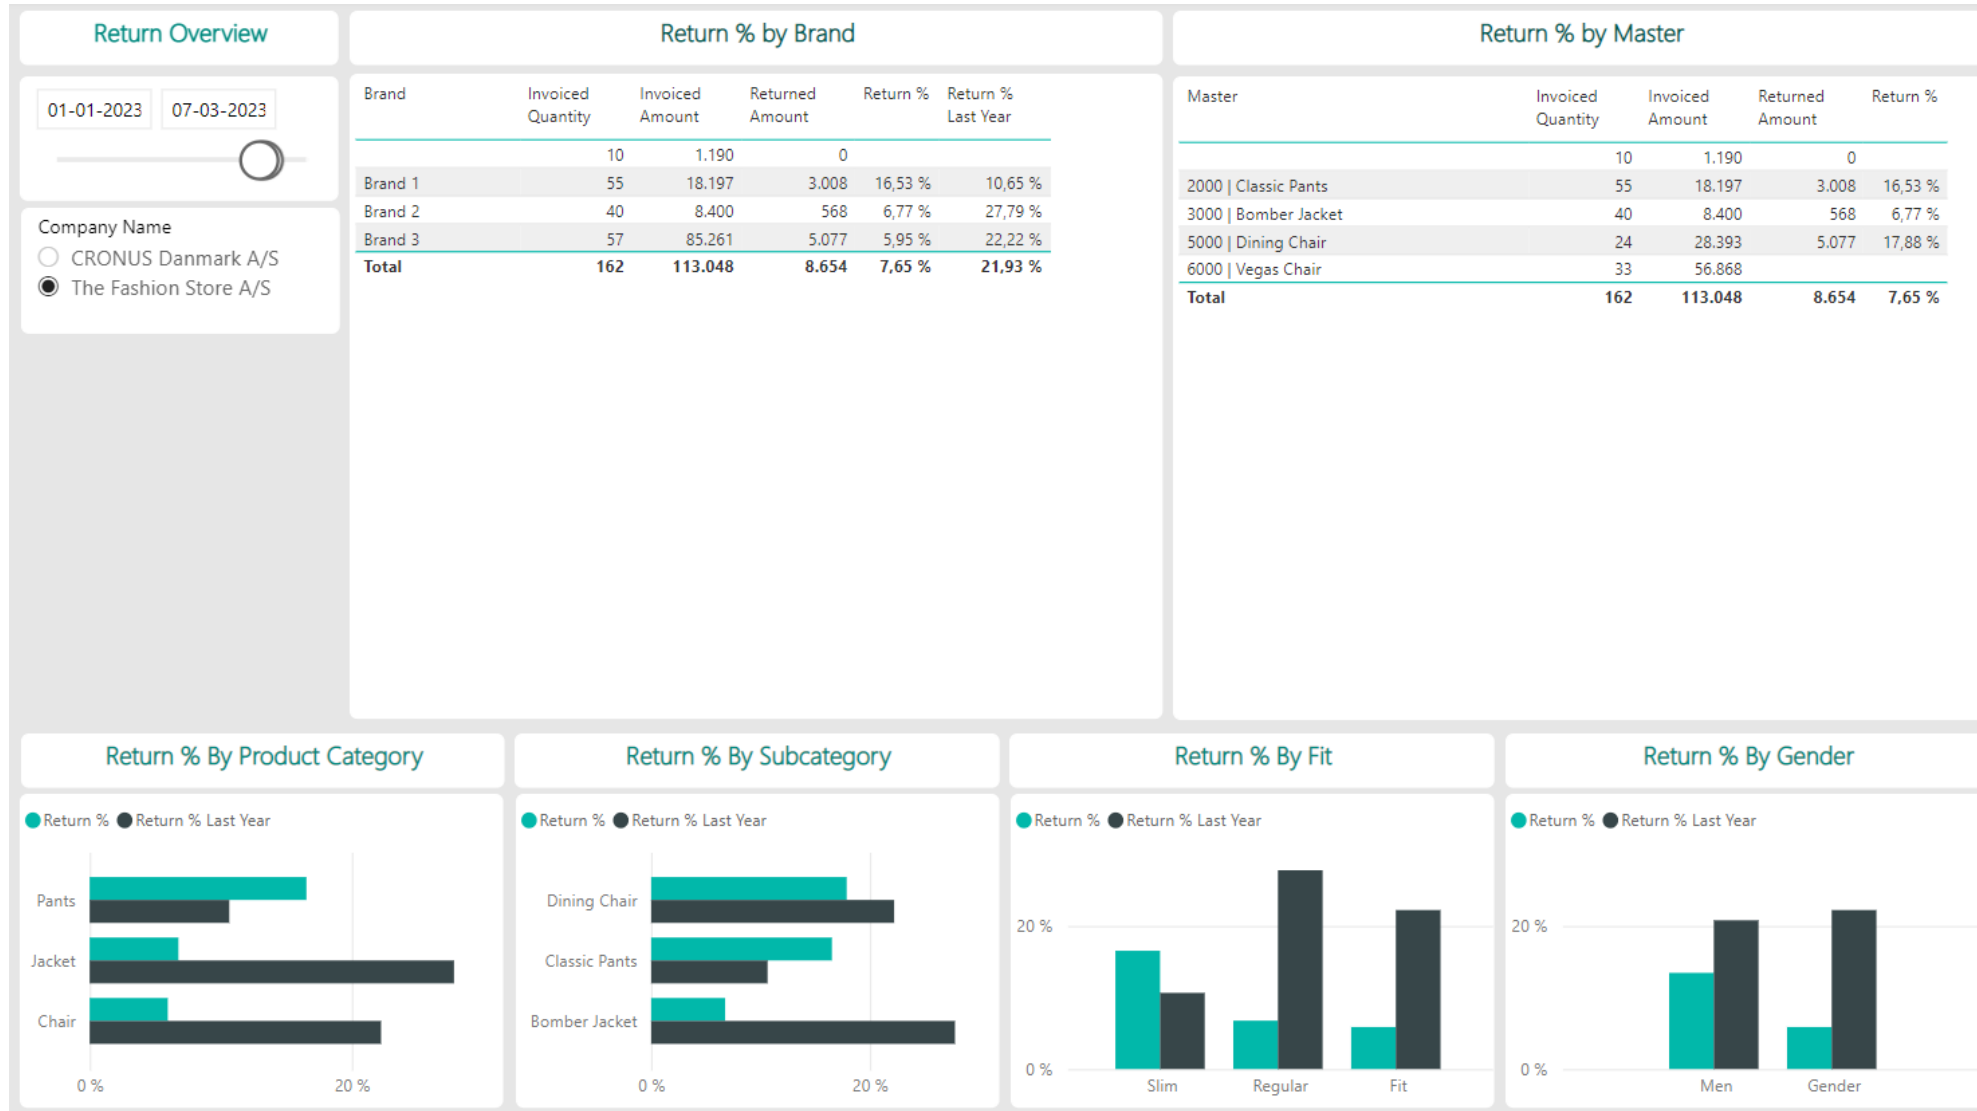 Return Overview
01-01-2023 07-03-2023
Company Name
CRONUS Danmark A/S
The Fashion Store A/S
Return % by Brand
Brand Invoiced Quantity Invoiced Amount Returned Amount Return % Return % Last Year
10 1.190 0
Brand 1 55 18.197 3.008 16,53 % 10,65 %
Brand 2 40 8.400 568 6,77 % 27,79 %
Brand 3 57 85.261 5.077 5,95 % 22,22 %
Total 162 113.048 8.654 7,65 % 21,93 %
Return % by Master
Master Invoiced Quantity Invoiced Amount Returned Amount Return %
10 1.190 0
2000 | Classic Pants 55 18.197 3.008 16,53 %
3000 | Bomber Jacket 40 8.400 568 6,77 %
5000 | Dining Chair 24 28.393 5.077 17,88 %
6000 | Vegas Chair 33 56.868
Total 162 113.048 8.654 7,65 %
Return % By Product Category
Return % Return % Last Year
Pants
Jacket
Chair
0 % 20 %
Return % By Subcategory
Return % Return % Last Year
Dining Chair
Classic Pants
Bomber Jacket
0 % 20 %
Return % By Fit
Return % Return % Last Year
20 %
0 %
Slim Regular Fit
Return % By Gender
Return % Return % Last Year
20 %
0 %
Men Gender